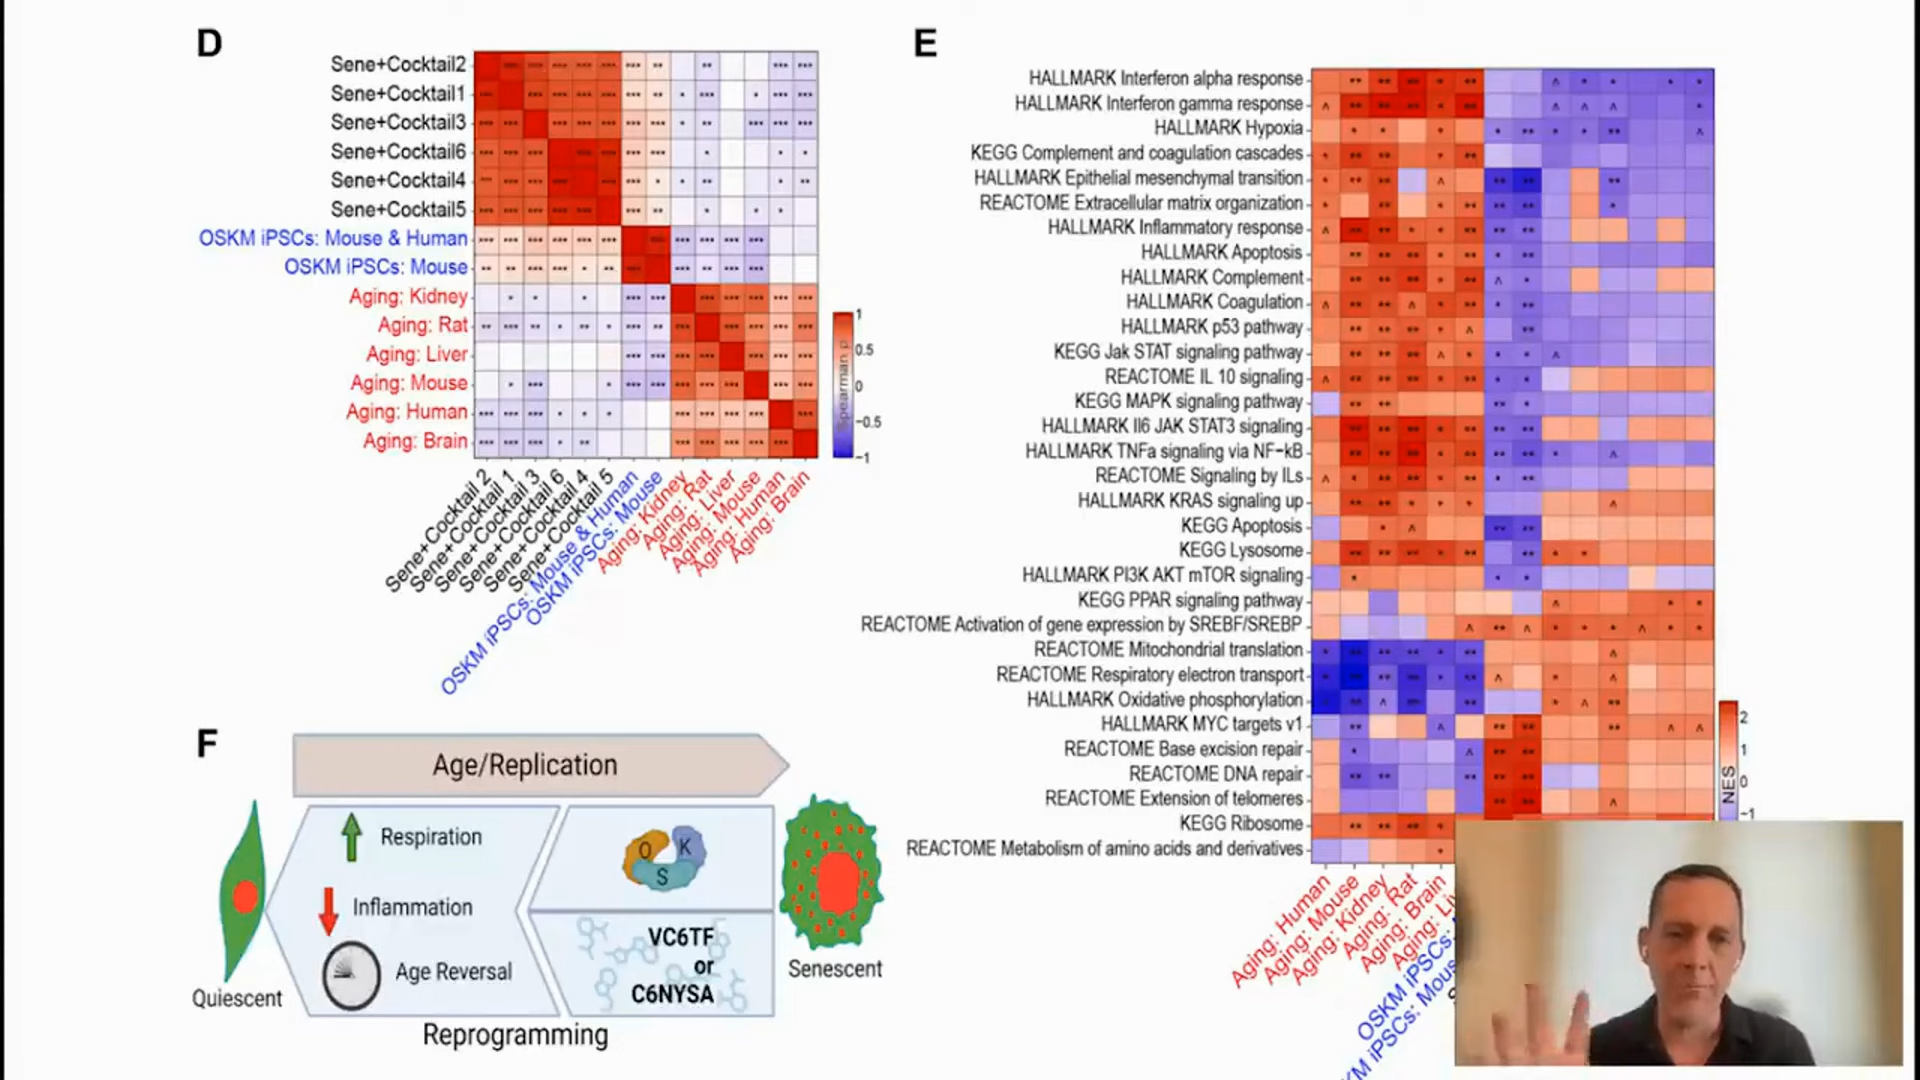 D
Sene+Cocktail2
Sene+Cocktail1
Sene+Cocktail3
Sene+Cocktail6
Sene+Cocktail4
Sene+Cocktail5
OSKM iPSCs: Mouse & Human
OSKM iPSCs: Mouse
Aging: Kidney
Aging: Rat
Aging: Liver
Aging: Mouse
Aging: Human
Aging: Brain
Sene+Cocktail 2
Sene+Cocktail 1
Sene+Cocktail 3
Sene+Cocktail 6
Sene+Cocktail 4
Sene+Cocktail 5
OSKM iPSCs: Mouse & Human
OSKM iPSCs: Mouse
Aging: Kidney
Aging: Rat
Aging: Liver
Aging: Mouse
Aging: Human
Aging: Brain
1
0.5
0
−0.5
−1
Spearman ρ
E
HALLMARK Interferon alpha response
HALLMARK Interferon gamma response
HALLMARK Hypoxia
KEGG Complement and coagulation cascades
HALLMARK Epithelial mesenchymal transition
REACTOME Extracellular matrix organization
HALLMARK Inflammatory response
HALLMARK Apoptosis
HALLMARK Complement
HALLMARK Coagulation
HALLMARK p53 pathway
KEGG Jak STAT signaling pathway
REACTOME IL 10 signaling
KEGG MAPK signaling pathway
HALLMARK Il6 JAK STAT3 signaling
HALLMARK TNFa signaling via NF−kB
REACTOME Signaling by ILs
HALLMARK KRAS signaling up
KEGG Apoptosis
KEGG Lysosome
HALLMARK PI3K AKT mTOR signaling
KEGG PPAR signaling pathway
REACTOME Activation of gene expression by SREBF/SREBP
REACTOME Mitochondrial translation
REACTOME Respiratory electron transport
HALLMARK Oxidative phosphorylation
HALLMARK MYC targets v1
REACTOME Base excision repair
REACTOME DNA repair
REACTOME Extension of telomeres
KEGG Ribosome
REACTOME Metabolism of amino acids and derivatives
Aging: Human
Aging: Mouse
Aging: Kidney
Aging: Rat
Aging: Brain
Aging: Liv
OSKM iPSCs:
KM iPSCs: Mous
2
1
0
−1
NES
F
Age/Replication
Respiration
Inflammation
Age Reversal
O
K
S
VC6TF
or
C6NYSA
Quiescent
Senescent
Reprogramming